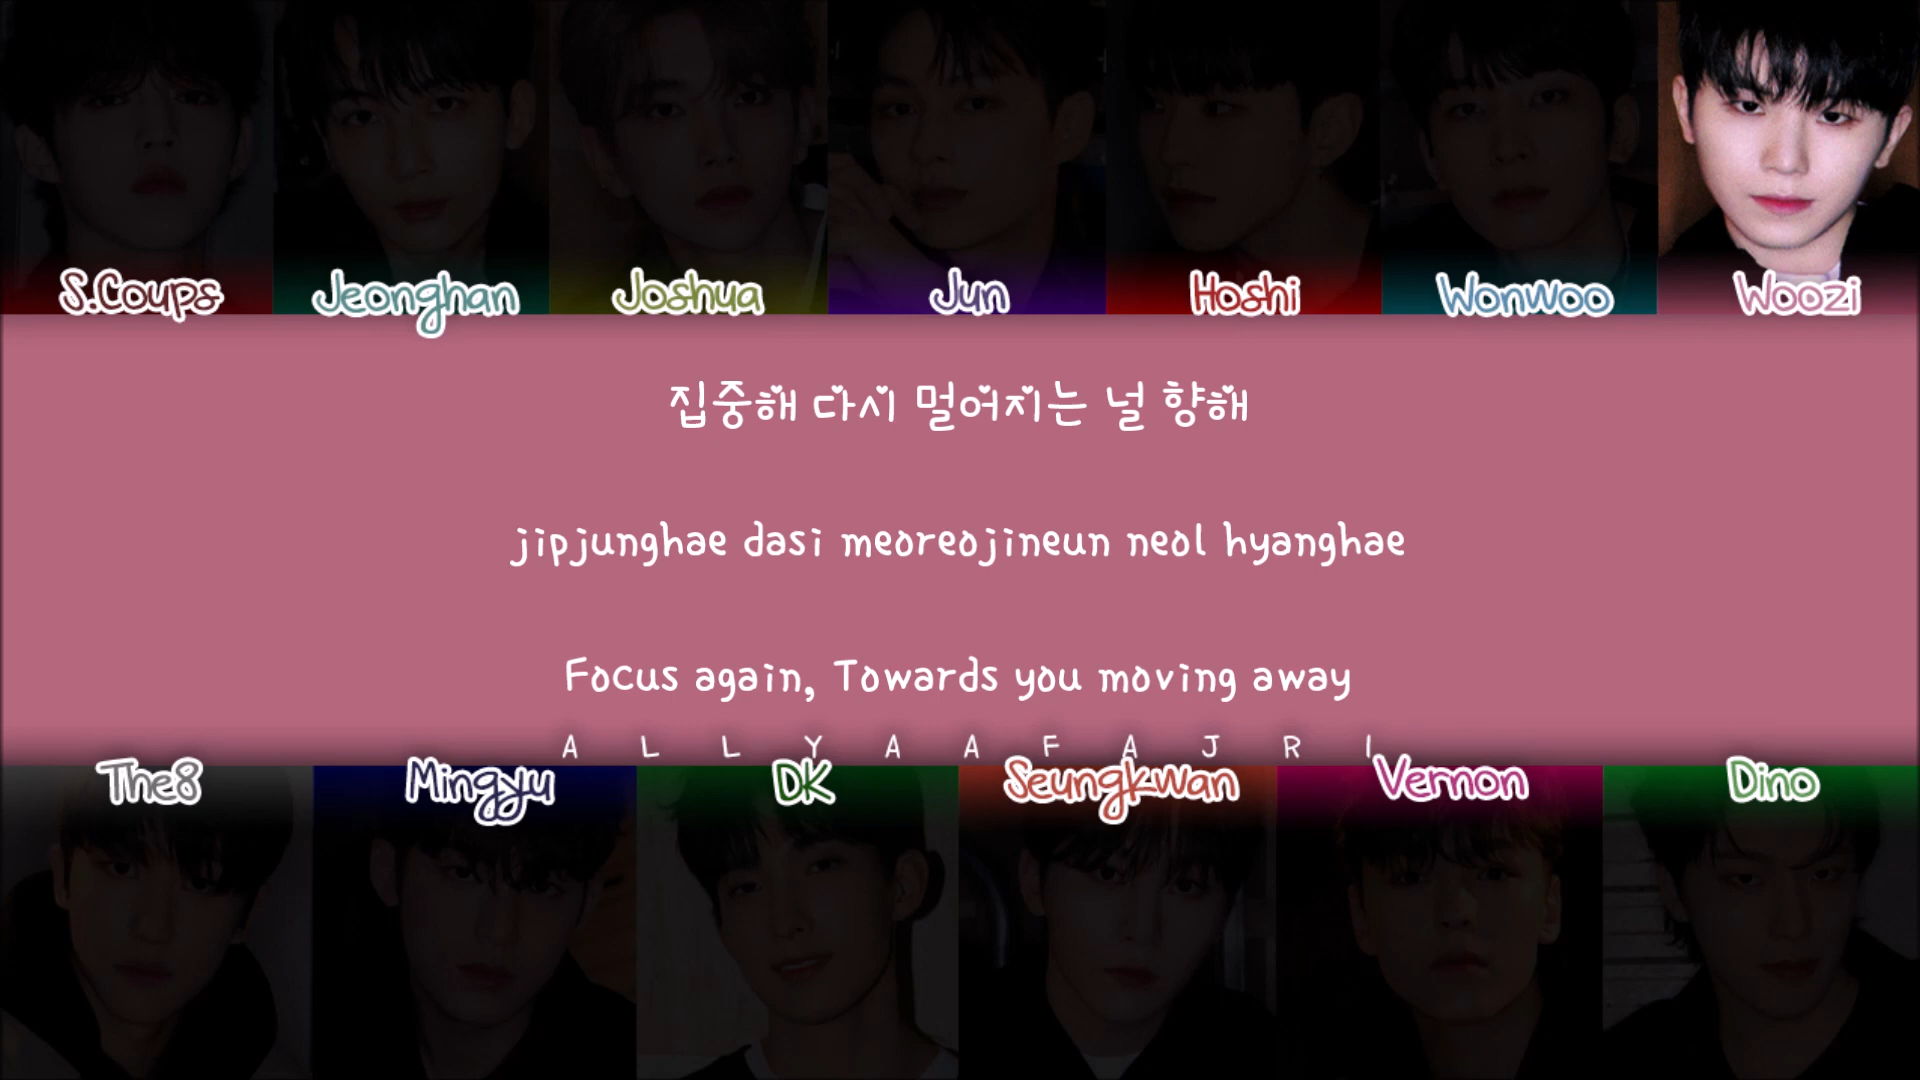 S.Coups Jeonghan Joshua Jun Hoshi Wonwoo Woozi
집중해 다시 멀어지는 널 향해
jipjunghae dasi meoreojineun neol hyanghae
Focus again, Towards you moving away
A L L Y A A F A J R I
The8 Mingyu DK Seungkwan Vernon Dino